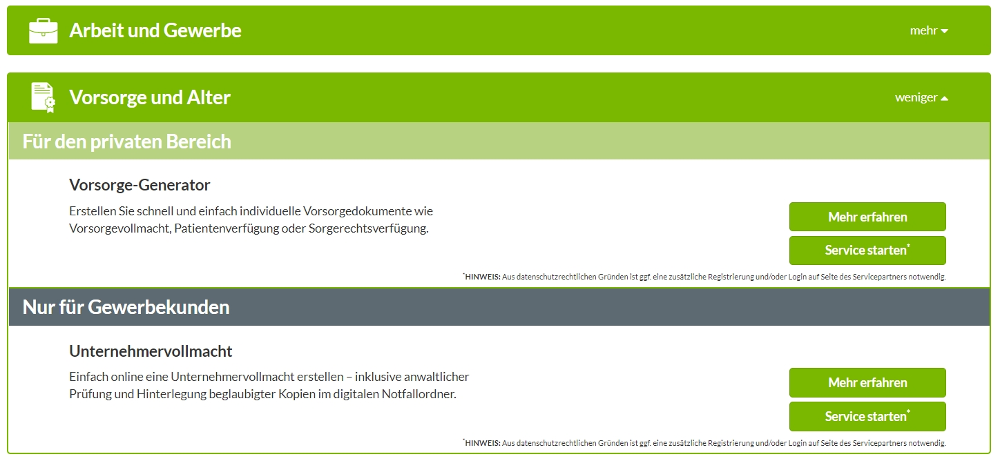 Arbeit und Gewerbe
mehr
Vorsorge und Alter
weniger
Für den privaten Bereich
Vorsorge-Generator
Erstellen Sie schnell und einfach individuelle Vorsorgedokumente wie
Vorsorgevollmacht, Patientenverfügung oder Sorgerechtsverfügung.
Mehr erfahren
Service starten*
*HINWEIS: Aus datenschutzrechtlichen Gründen ist ggf. eine zusätzliche Registrierung und/oder Login auf Seite des Servicepartners notwendig.
Nur für Gewerbekunden
Unternehmervollmacht
Einfach online eine Unternehmervollmacht erstellen – inklusive anwaltlicher
Prüfung und Hinterlegung beglaubigter Kopien im digitalen Notfallordner.
Mehr erfahren
Service starten*
*HINWEIS: Aus datenschutzrechtlichen Gründen ist ggf. eine zusätzliche Registrierung und/oder Login auf Seite des Servicepartners notwendig.